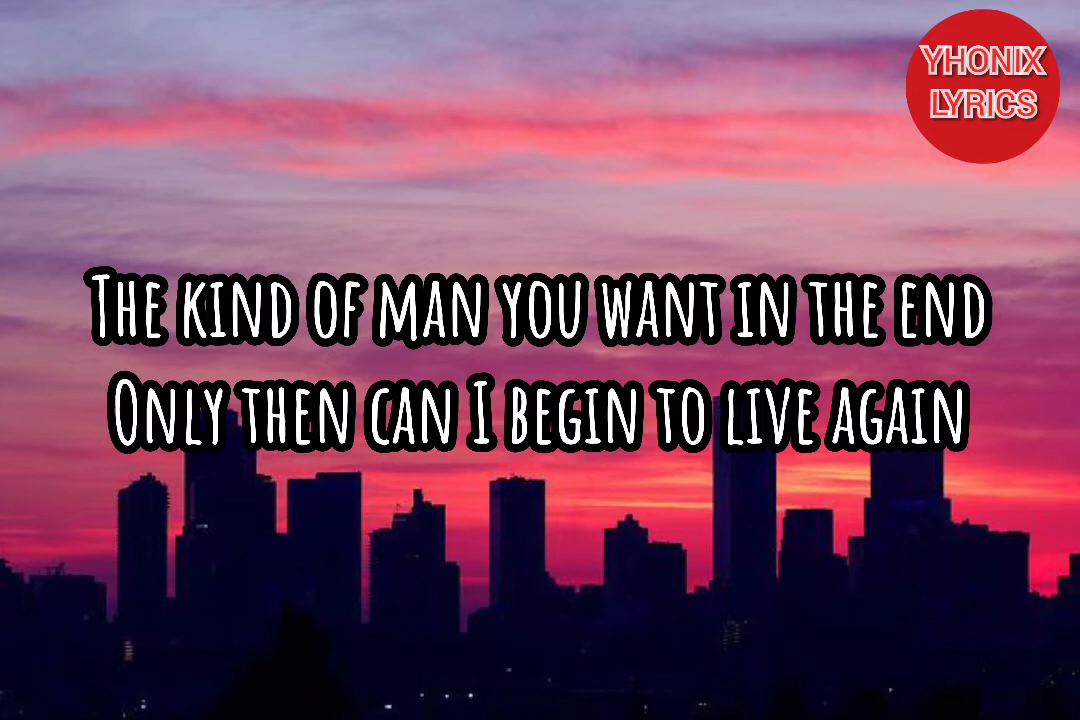 YHONIX
LYRICS
The kind of man you want in the end
Only then can I begin to live again